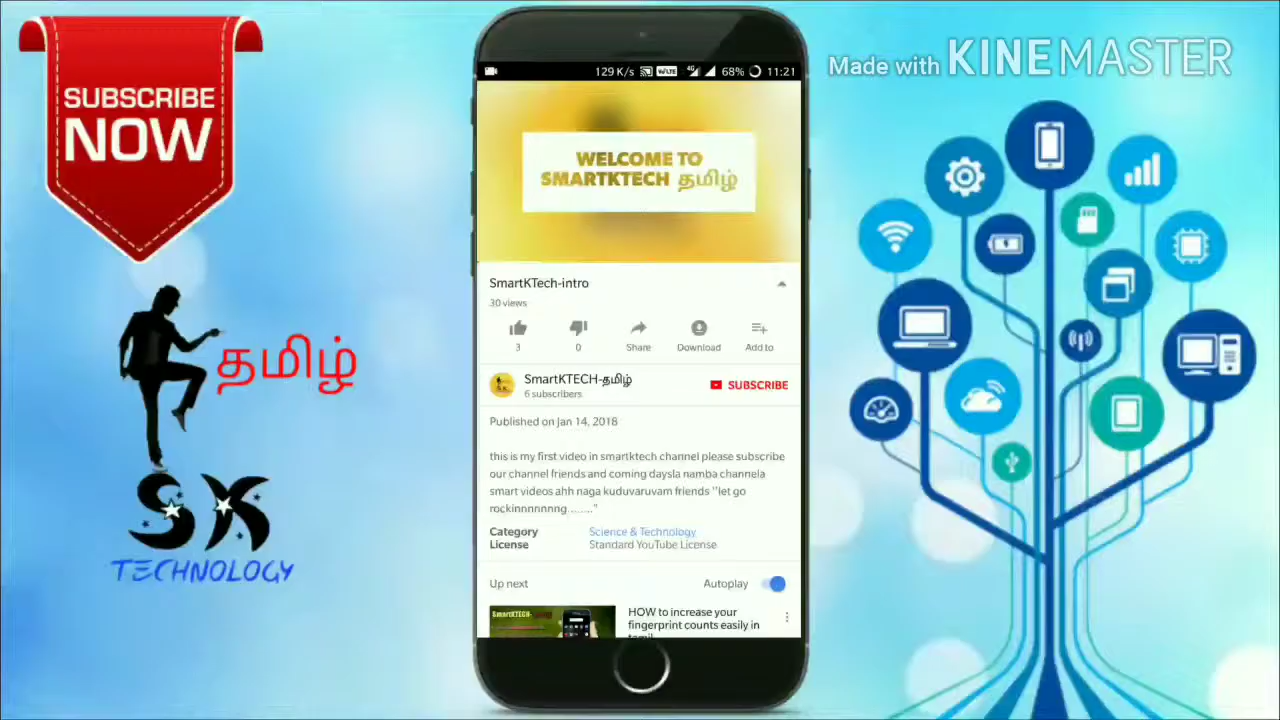 SUBSCRIBE
NOW
தமிழ்
SK
TECHNOLOGY
129 K/s VoLTE 4G 68% 11:21
WELCOME TO
SMARTKTECH தமிழ்
SmartKTech-intro
30 views
3
0
Share
Download
Add to
SmartKTECH-தமிழ்
6 subscribers
SUBSCRIBE
Published on Jan 14, 2018
this is my first video in smartktech channel please subscribe
our channel friends and coming daysla namba channela
smart videos ahh naga kuduvaruvam friends ''let go
rockinnnnnnng........"
Category Science & Technology
License Standard YouTube License
Up next Autoplay
SmartKTECH-
HOW to increase your
fingerprint counts easily in
tamil
Made with KINEMASTER